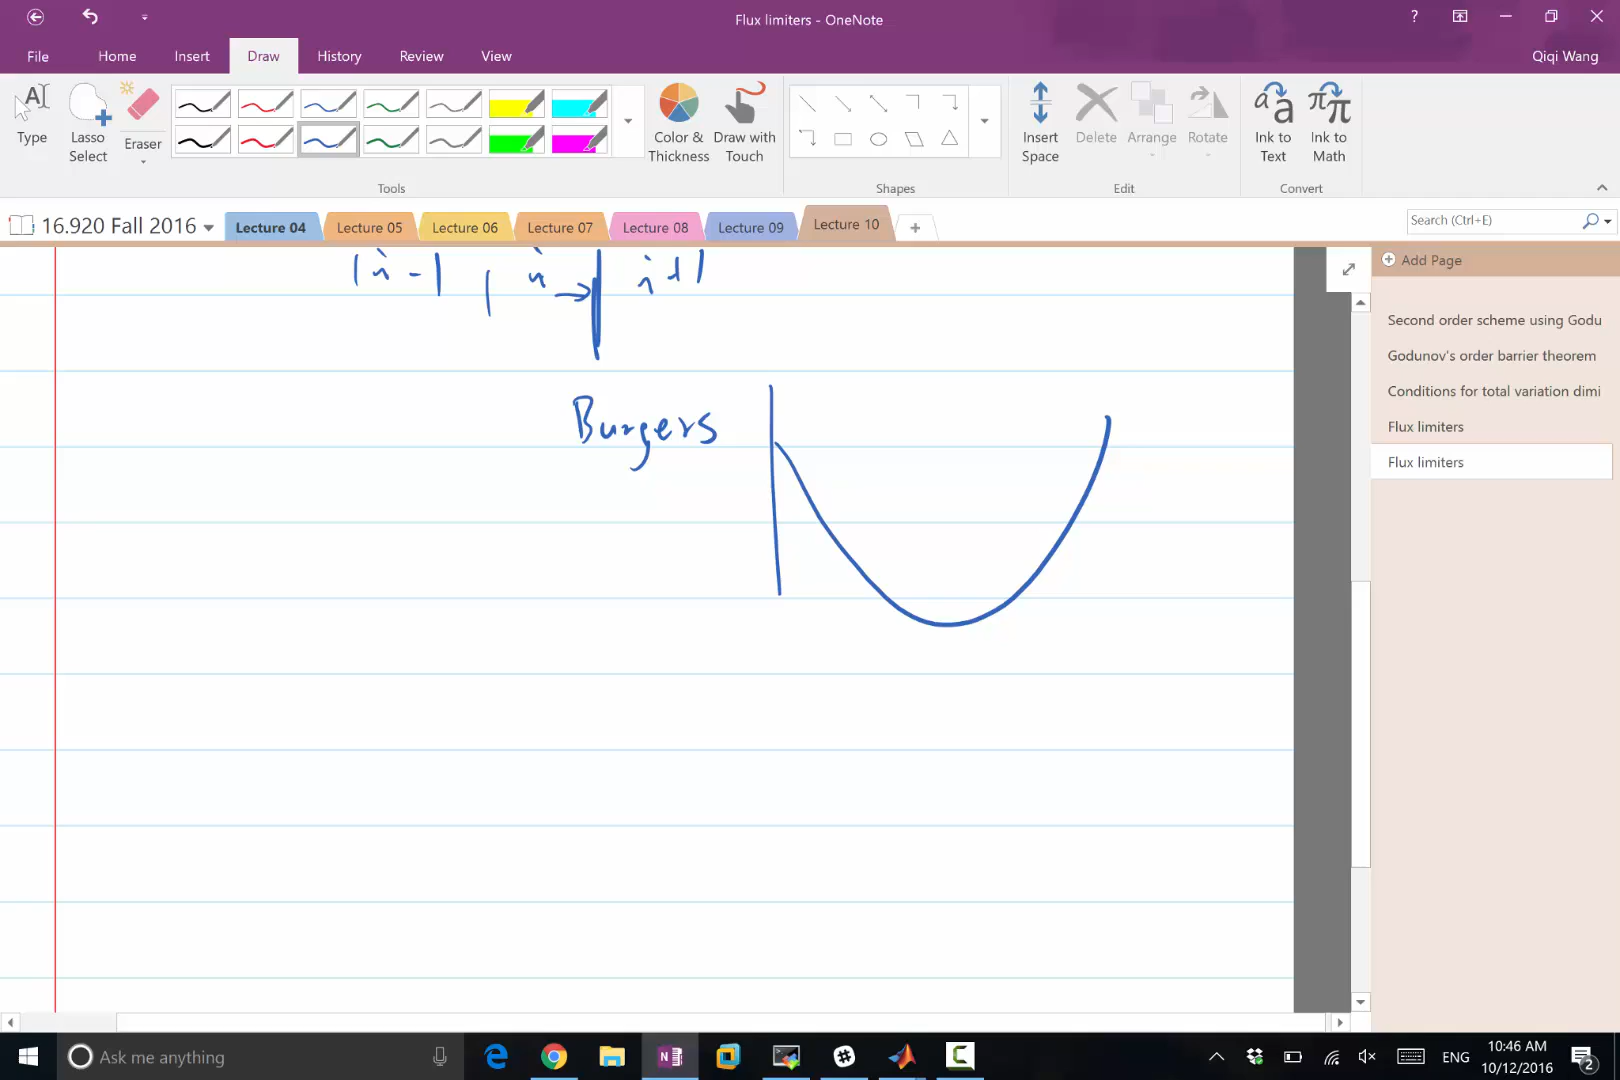 Flux limiters - OneNote
?
File Home Insert Draw History Review View
Qiqi Wang
Type
Lasso Select
Eraser
Color & Thickness
Draw with Touch
Insert Space
Delete
Arrange
Rotate
Ink to Text
Ink to Math
Tools
Shapes
Edit
Convert
16.920 Fall 2016
Lecture 04
Lecture 05
Lecture 06
Lecture 07
Lecture 08
Lecture 09
Lecture 10
+
Search (Ctrl+E)
Add Page
Second order scheme using Godu
Godunov's order barrier theorem
Conditions for total variation dimi
Flux limiters
Flux limiters
Burgers
Ask me anything
ENG
10:46 AM
10/12/2016
2